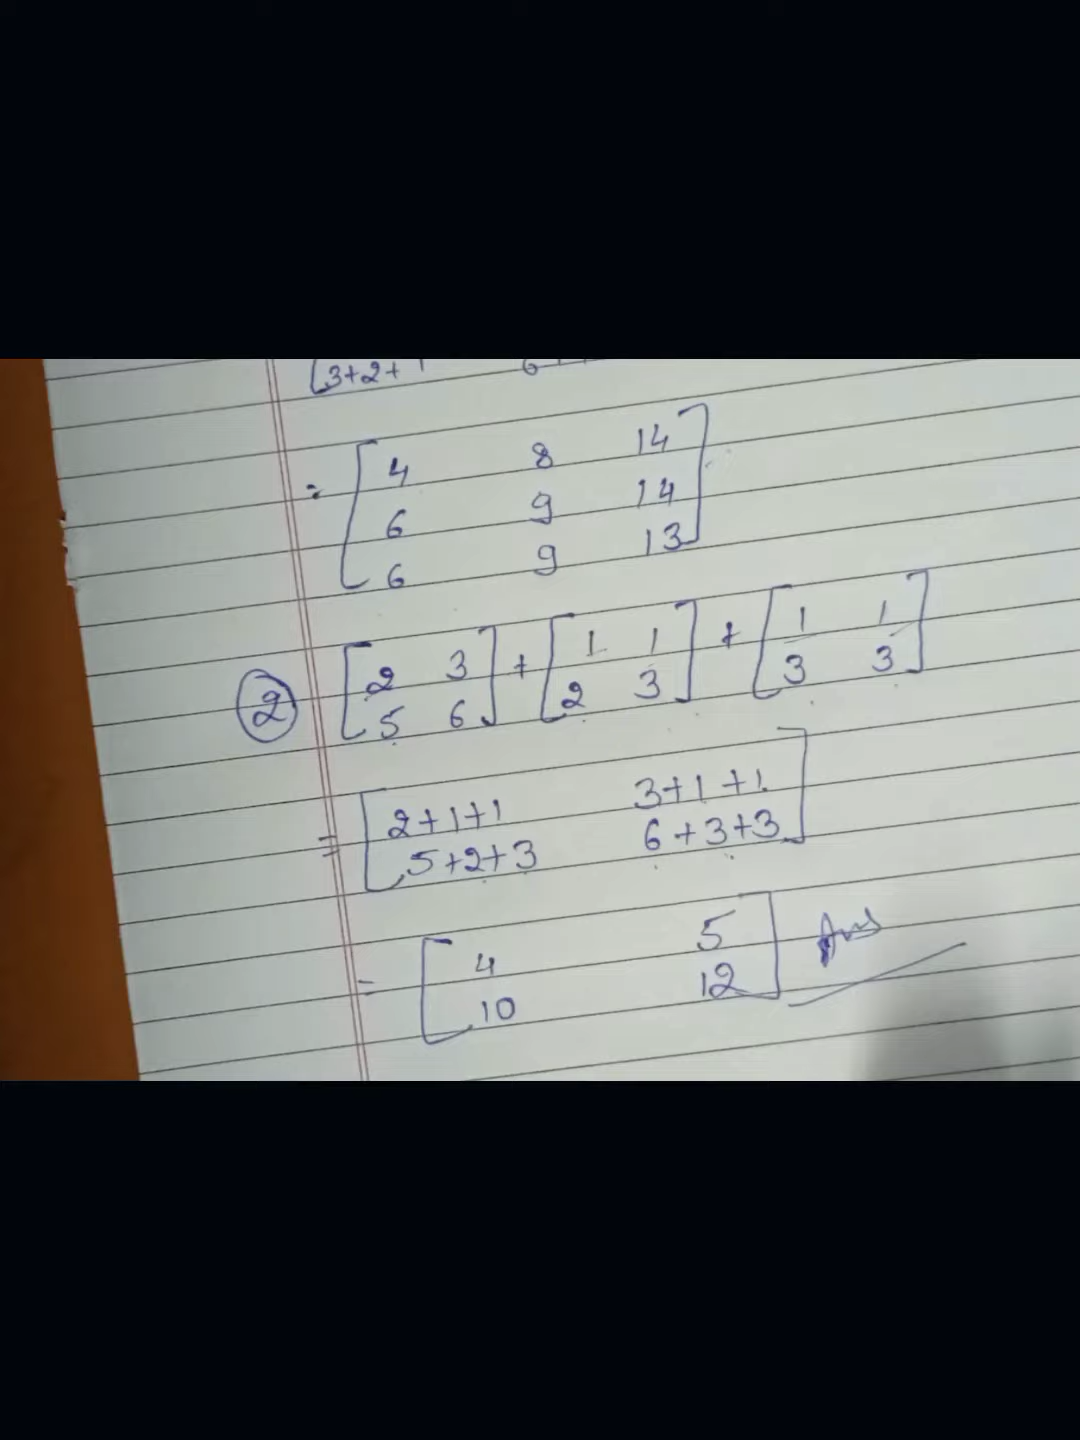 [3+2+1 6
= [4 8 14
6 9 14
6 9 13]
② [2 3 + [1 1 + [1 1
5 6] 2 3] 3 3]
= [2+1+1 3+1+1
5+2+3 6+3+3]
= [4 5
10 12] Ans